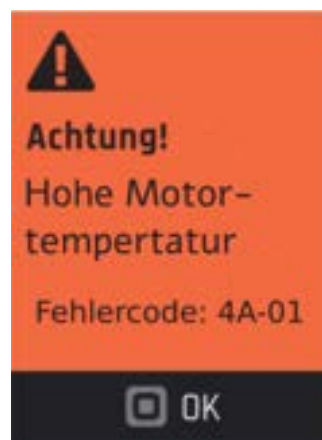 Achtung!
Hohe Motor-
tempertatur
Fehlercode: 4A-01
OK